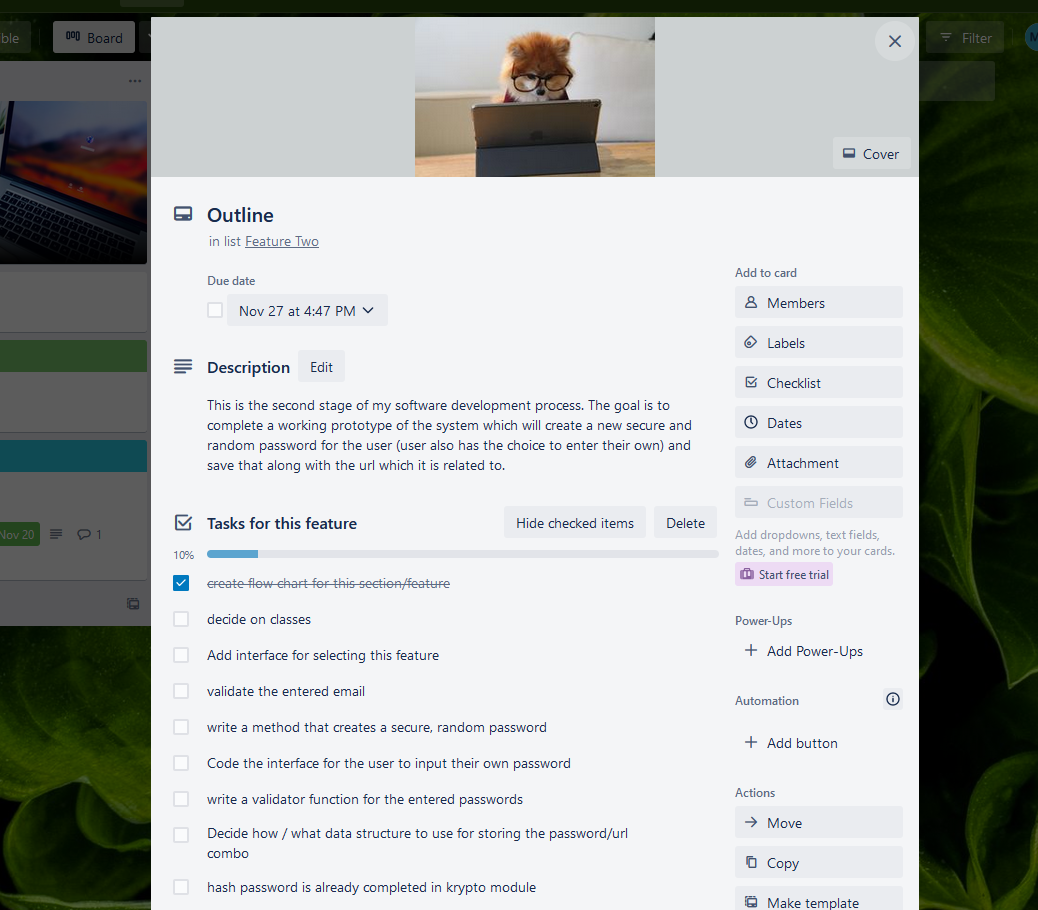 ble
Board
Filter
M
Cover
Outline
in list Feature Two
Due date
Nov 27 at 4:47 PM
Description
Edit
This is the second stage of my software development process. The goal is to
complete a working prototype of the system which will create a new secure and
random password for the user (user also has the choice to enter their own) and
save that along with the url which it is related to.
Tasks for this feature
Hide checked items
Delete
10%
create flow chart for this section/feature
decide on classes
Add interface for selecting this feature
validate the entered email
write a method that creates a secure, random password
Code the interface for the user to input their own password
write a validator function for the entered passwords
Decide how / what data structure to use for storing the password/url
combo
hash password is already completed in krypto module
Add to card
Members
Labels
Checklist
Dates
Attachment
Custom Fields
Add dropdowns, text fields,
dates, and more to your cards.
Start free trial
Power-Ups
Add Power-Ups
Automation
Add button
Actions
Move
Copy
Make template
Nov 20
1